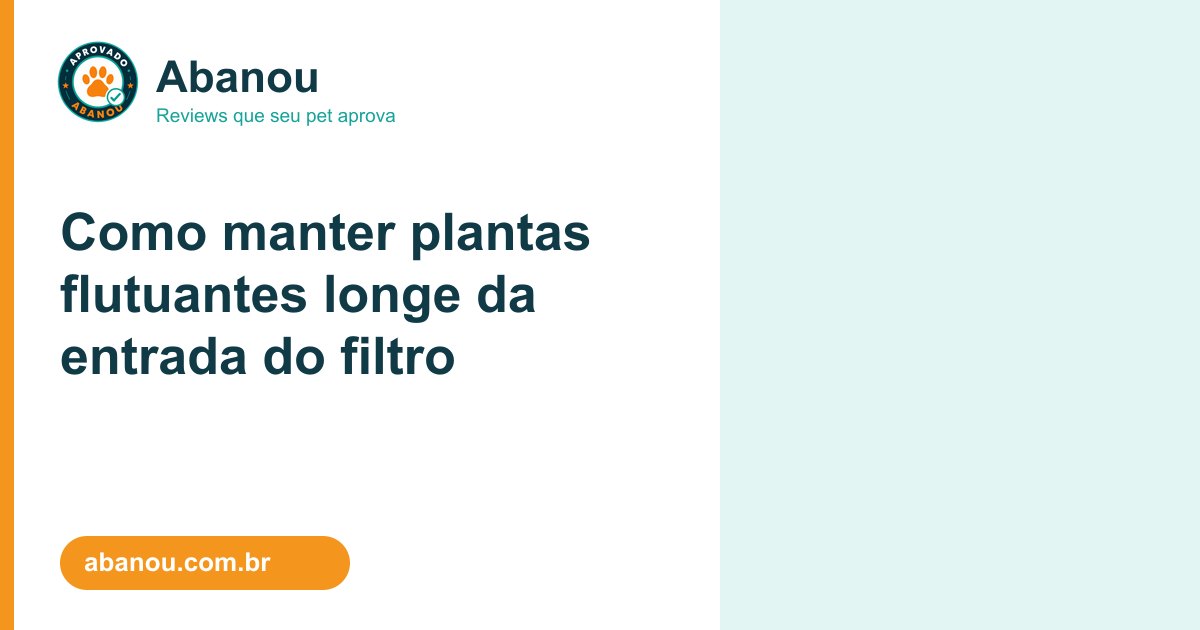 APROVADO
ABANOU
Abanou
Reviews que seu pet aprova
Como manter plantas
flutuantes longe da
entrada do filtro
abanou.com.br